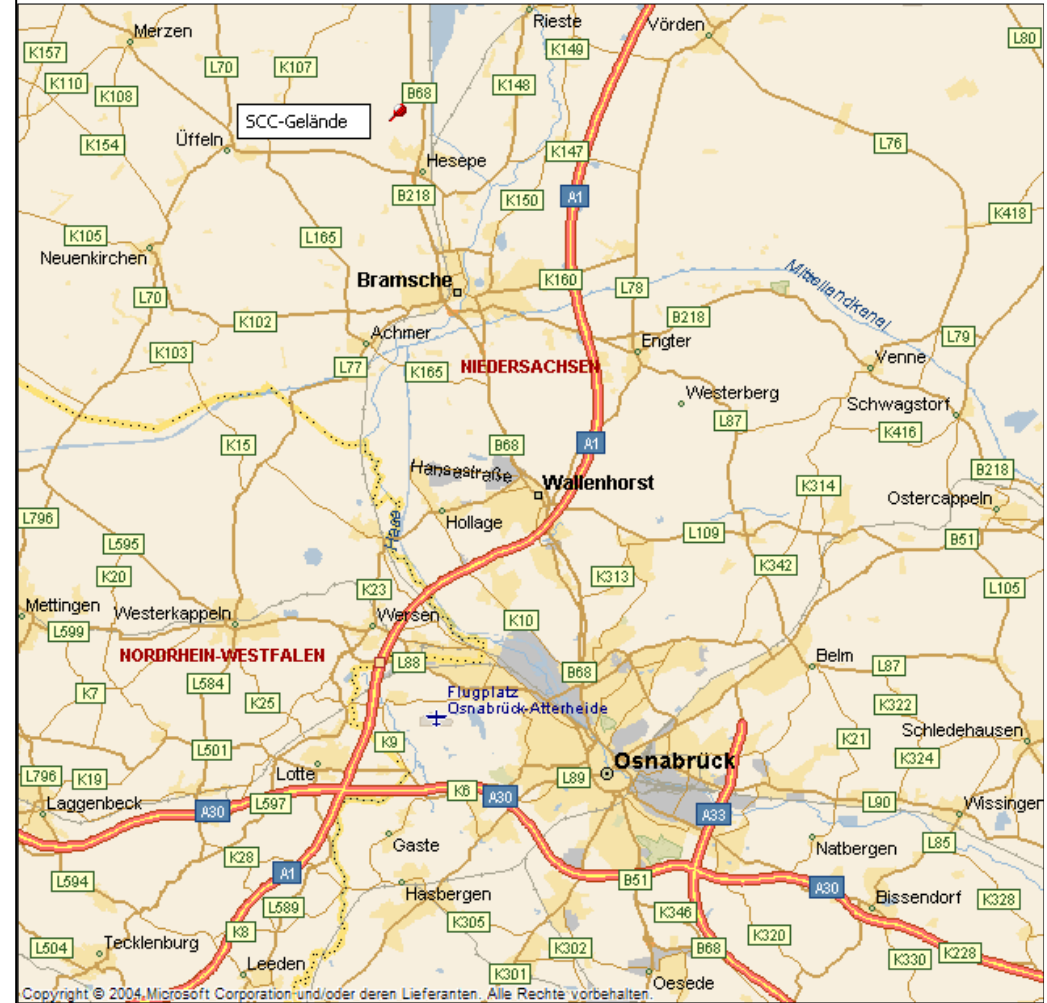 Rieste
Vörden
Merzen
L80
K157
K149
L70
K107
K110
K148
B68
K108
SCC-Gelände
Üffeln
K154
L76
K147
Hesepe
B218
K150
A1
K418
K105
L165
Neuenkirchen
Bramsche
K160
Mittellandkanal
L70
L78
K102
B218
Achmer
Engter
L79
K103
Venne
L77
K165
NIEDERSACHSEN
Westerberg
Schwagstorf
L87
K15
B68
A1
K416
Hansastraße
B218
Wallenhorst
K314
Ostercappeln
L796
Hollage
Hase
L109
B51
L595
K342
K20
K313
K23
L105
Mettingen
Westerkappeln
Wersen
K10
L599
NORDRHEIN-WESTFALEN
L88
Belm
L87
B68
L584
K7
K25
Flugplatz
Osnabrück-Atterheide
K322
Schledehausen
K9
K21
L501
K324
Osnabrück
Lotte
L796
K19
L89
K6
A30
L90
Laggenbeck
A30
L597
Wissingen
A33
Gaste
Natbergen
L85
K28
A1
L594
B51
A30
Hasbergen
Bissendorf
K328
L589
K346
K305
K8
K320
Tecklenburg
L504
K302
B68
K228
K330
Leeden
K301
Oesede
Copyright © 2004 Microsoft Corporation und/oder deren Lieferanten. Alle Rechte vorbehalten.